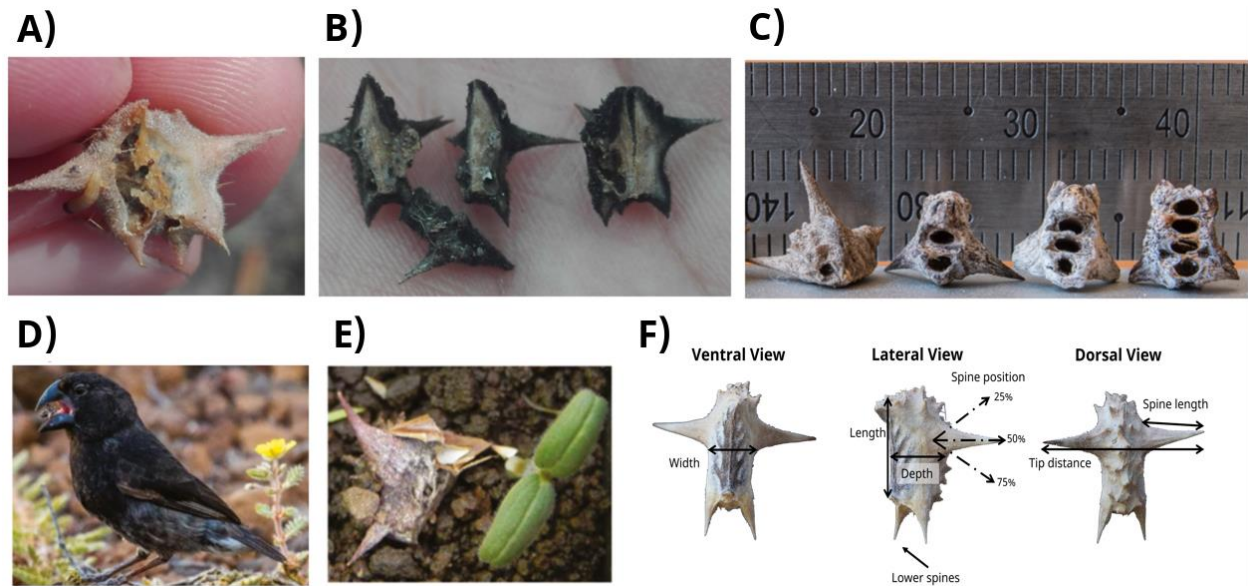 A)
B)
C)
20
30
40
140
D)
E)
F)
Ventral View
Lateral View
Dorsal View
Spine position
25%
50%
75%
Length
Width
Depth
Spine length
Tip distance
Lower spines